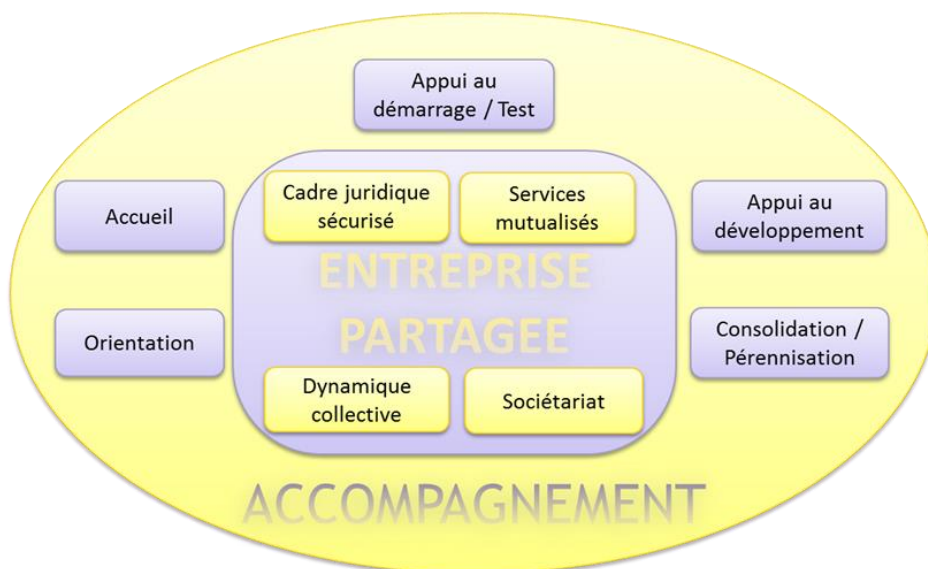 Appui au
démarrage / Test
Accueil
Orientation
Cadre juridique
sécurisé
Services
mutualisés
ENTREPRISE
PARTAGEE
Dynamique
collective
Sociétariat
Appui au
développement
Consolidation /
Pérennisation
ACCOMPAGNEMENT